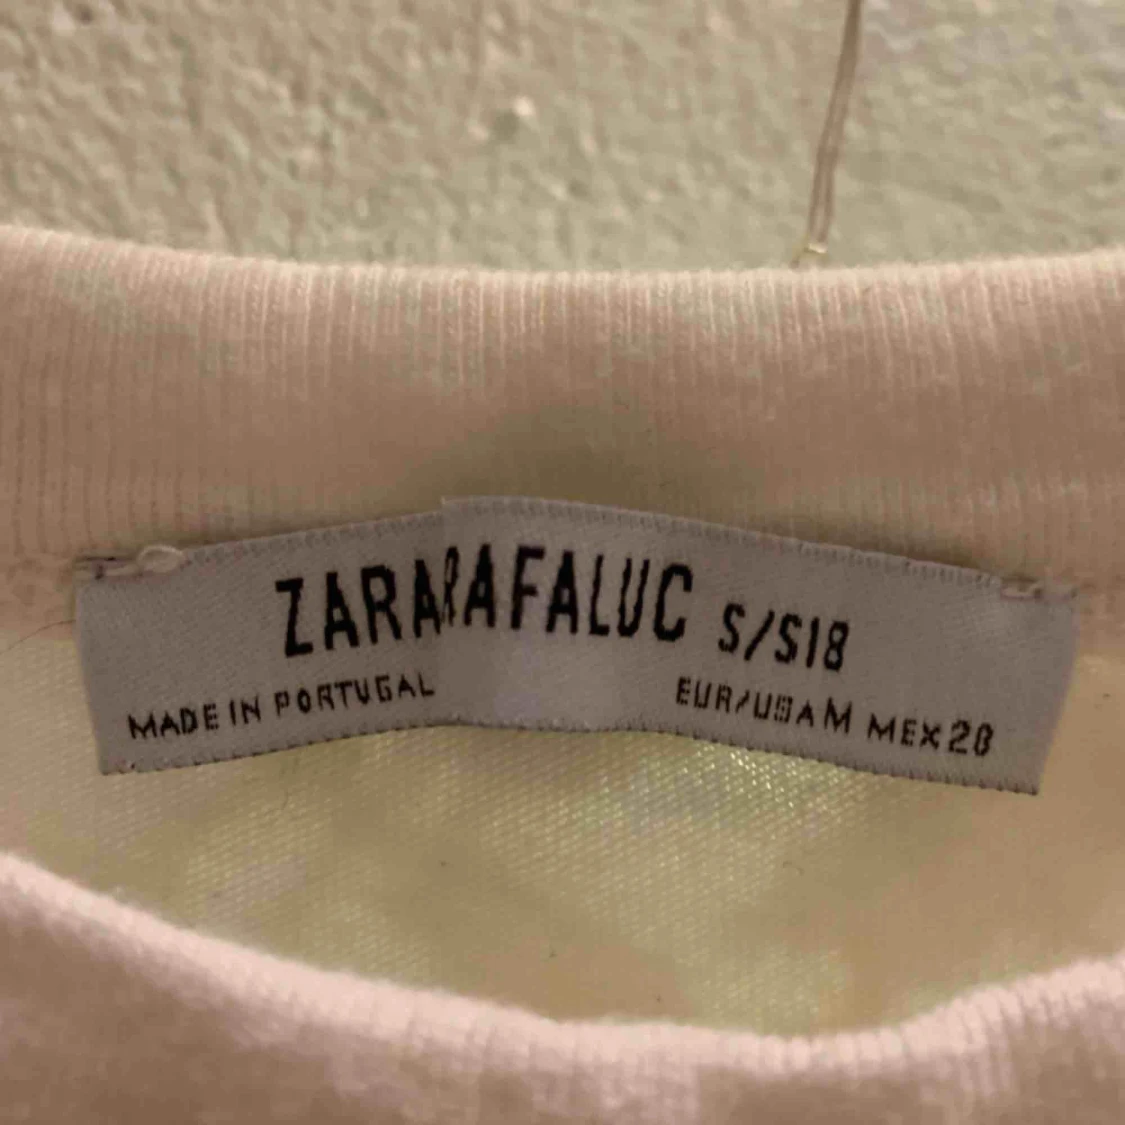 ZARARAFALUC S/S18
MADE IN PORTUGAL EUR/USA M MEX 28